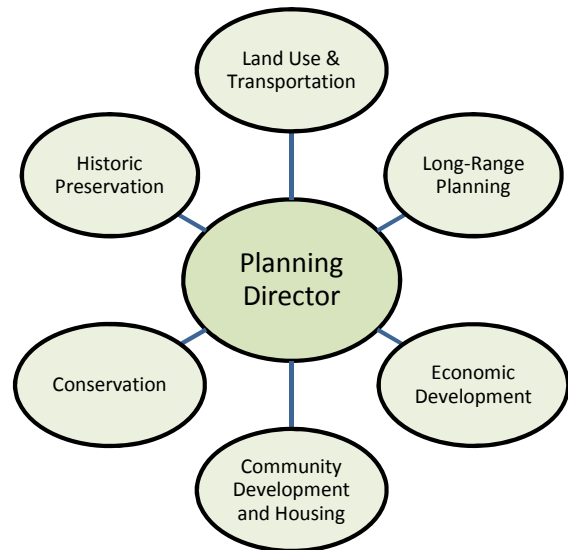 Land Use &
Transportation
Historic
Preservation
Long-Range
Planning
Planning
Director
Conservation
Economic
Development
Community
Development
and Housing